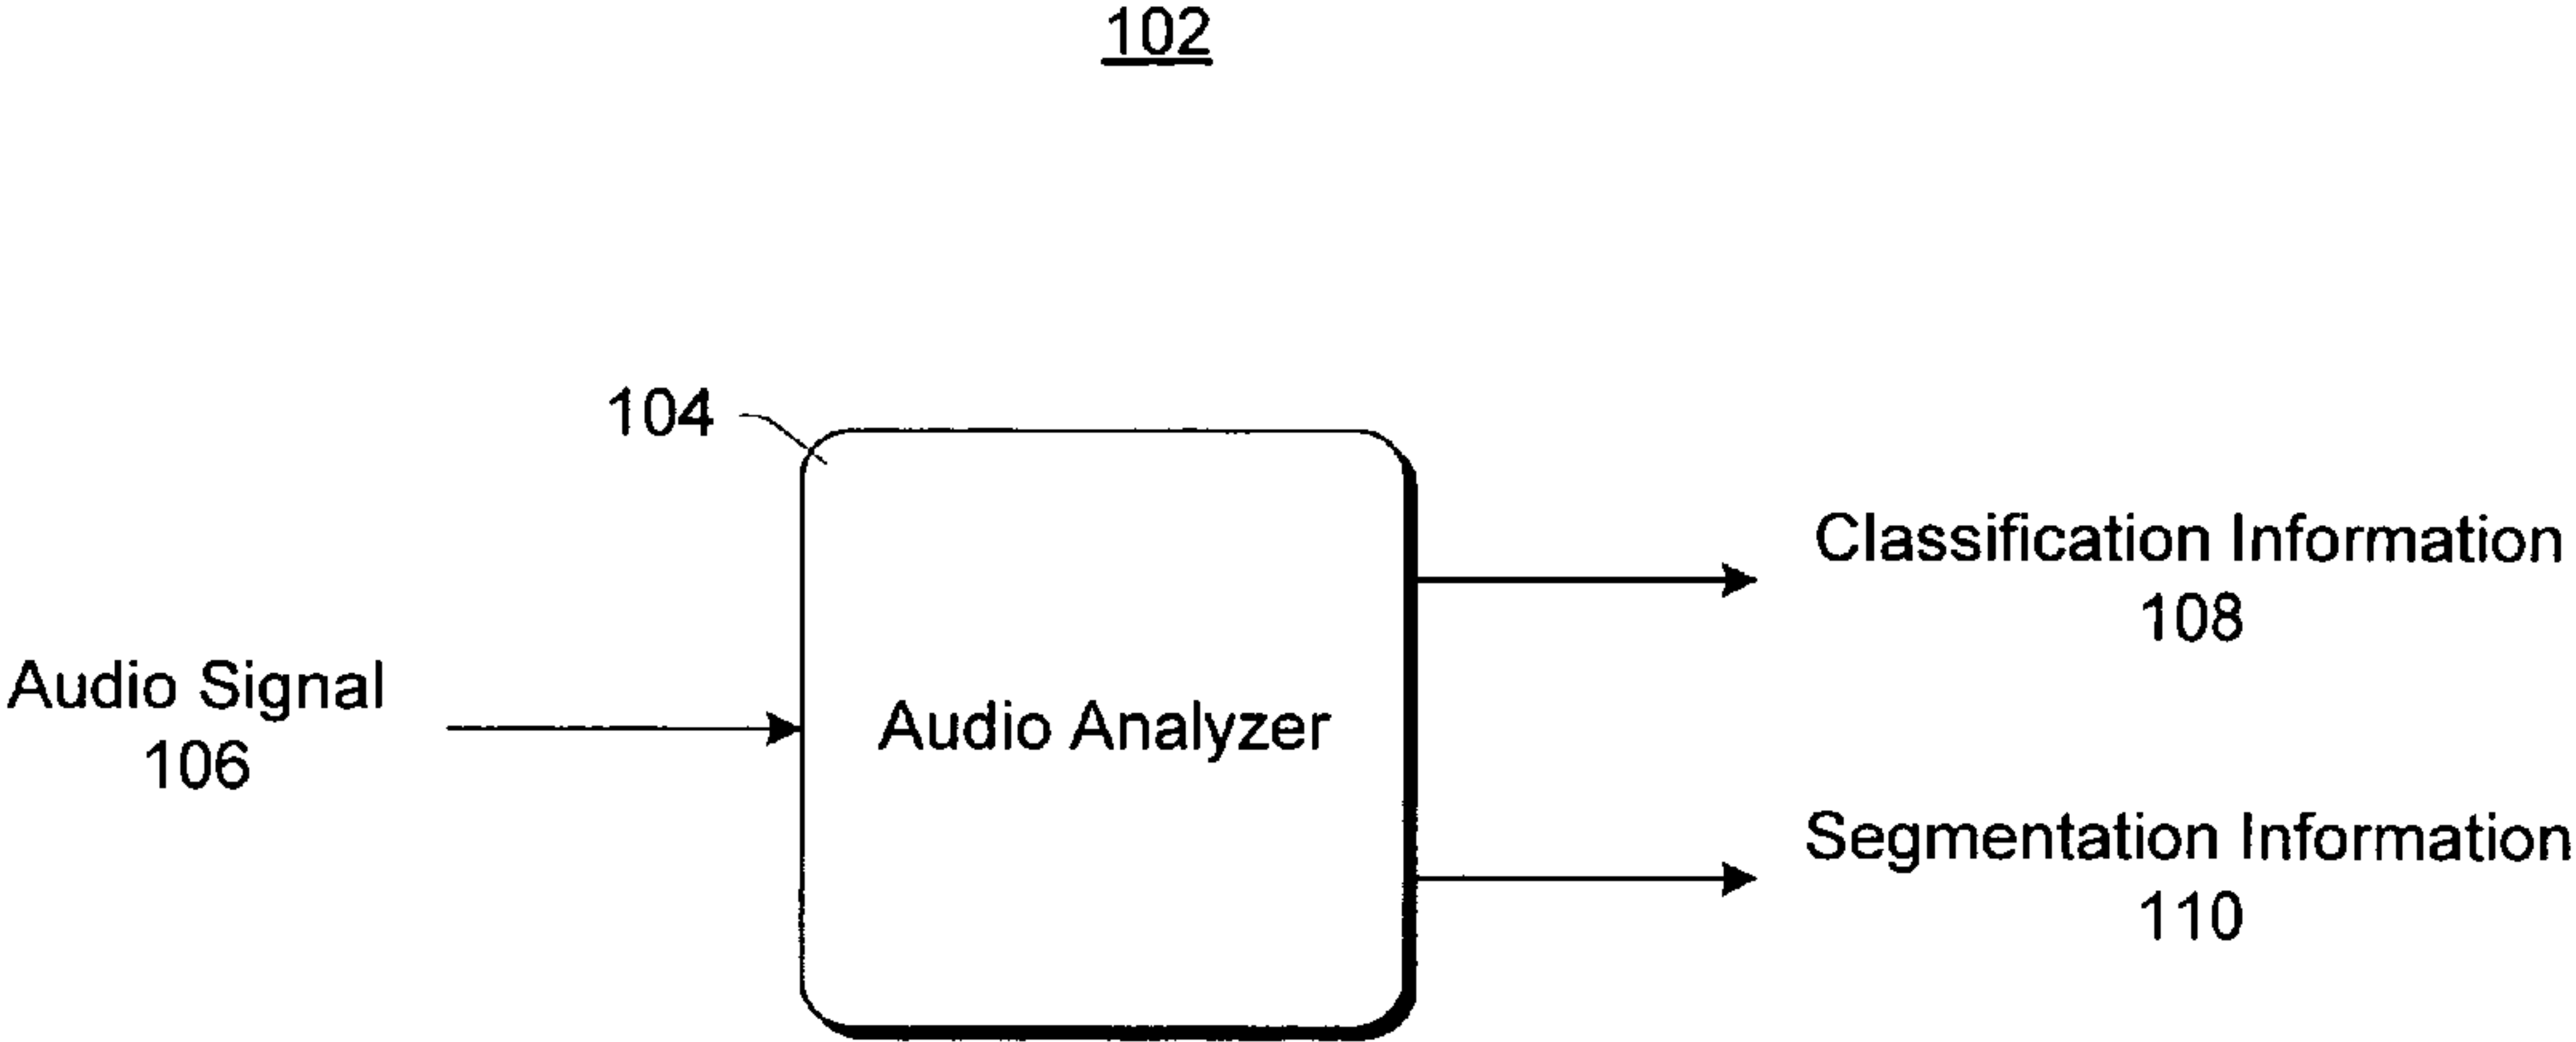 102
104
Audio Signal
106
Audio Analyzer
Classification Information
108
Segmentation Information
110